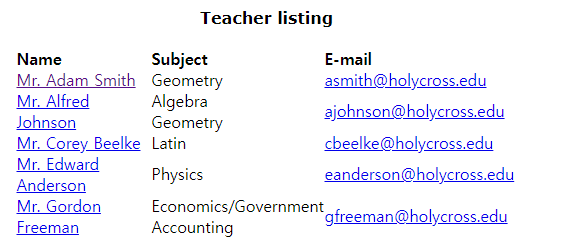 Teacher listing
Name Subject E-mail
Mr. Adam Smith Geometry asmith@holycross.edu
Mr. Alfred Johnson Algebra Geometry ajohnson@holycross.edu
Mr. Corey Beelke Latin cbeelke@holycross.edu
Mr. Edward Anderson Physics eanderson@holycross.edu
Mr. Gordon Freeman Economics/Government Accounting gfreeman@holycross.edu